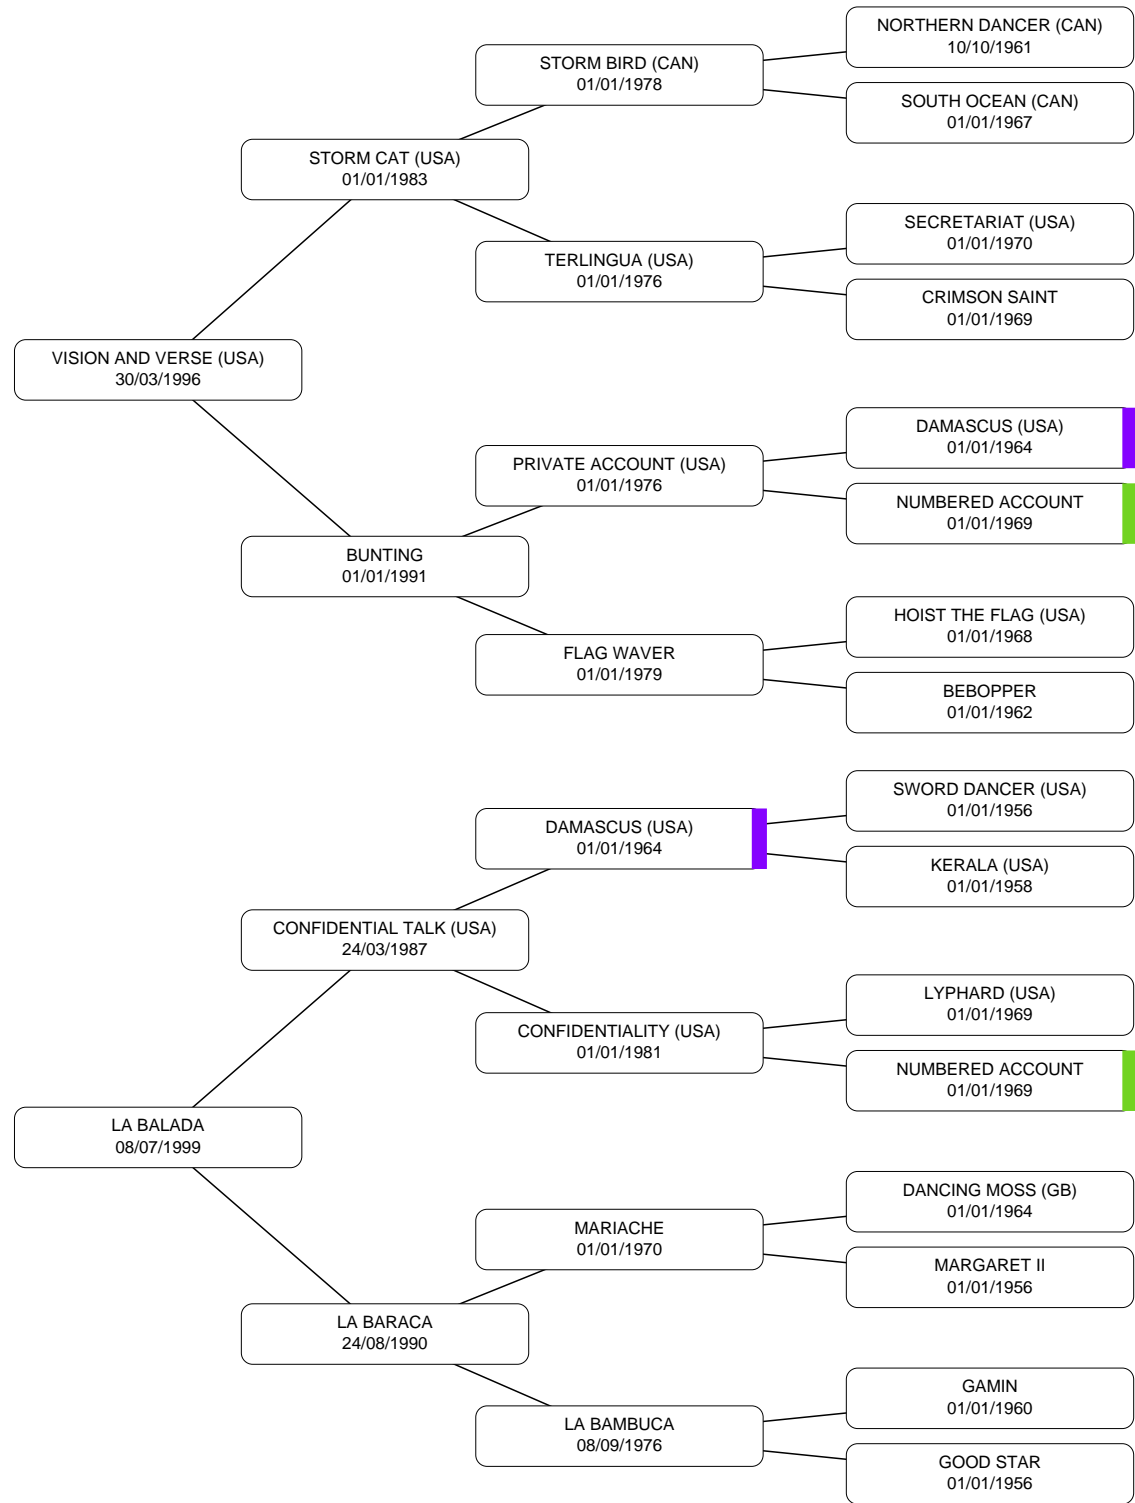 NORTHERN DANCER (CAN)
10/10/1961
STORM BIRD (CAN)
01/01/1978
SOUTH OCEAN (CAN)
01/01/1967
STORM CAT (USA)
01/01/1983
SECRETARIAT (USA)
01/01/1970
TERLINGUA (USA)
01/01/1976
CRIMSON SAINT
01/01/1969
VISION AND VERSE (USA)
30/03/1996
DAMASCUS (USA)
01/01/1964
PRIVATE ACCOUNT (USA)
01/01/1976
NUMBERED ACCOUNT
01/01/1969
BUNTING
01/01/1991
HOIST THE FLAG (USA)
01/01/1968
FLAG WAVER
01/01/1979
BEBOPPER
01/01/1962
SWORD DANCER (USA)
01/01/1956
DAMASCUS (USA)
01/01/1964
KERALA (USA)
01/01/1958
CONFIDENTIAL TALK (USA)
24/03/1987
LYPHARD (USA)
01/01/1969
CONFIDENTIALITY (USA)
01/01/1981
NUMBERED ACCOUNT
01/01/1969
LA BALADA
08/07/1999
DANCING MOSS (GB)
01/01/1964
MARIACHE
01/01/1970
MARGARET II
01/01/1956
LA BARACA
24/08/1990
GAMIN
01/01/1960
LA BAMBUCA
08/09/1976
GOOD STAR
01/01/1956